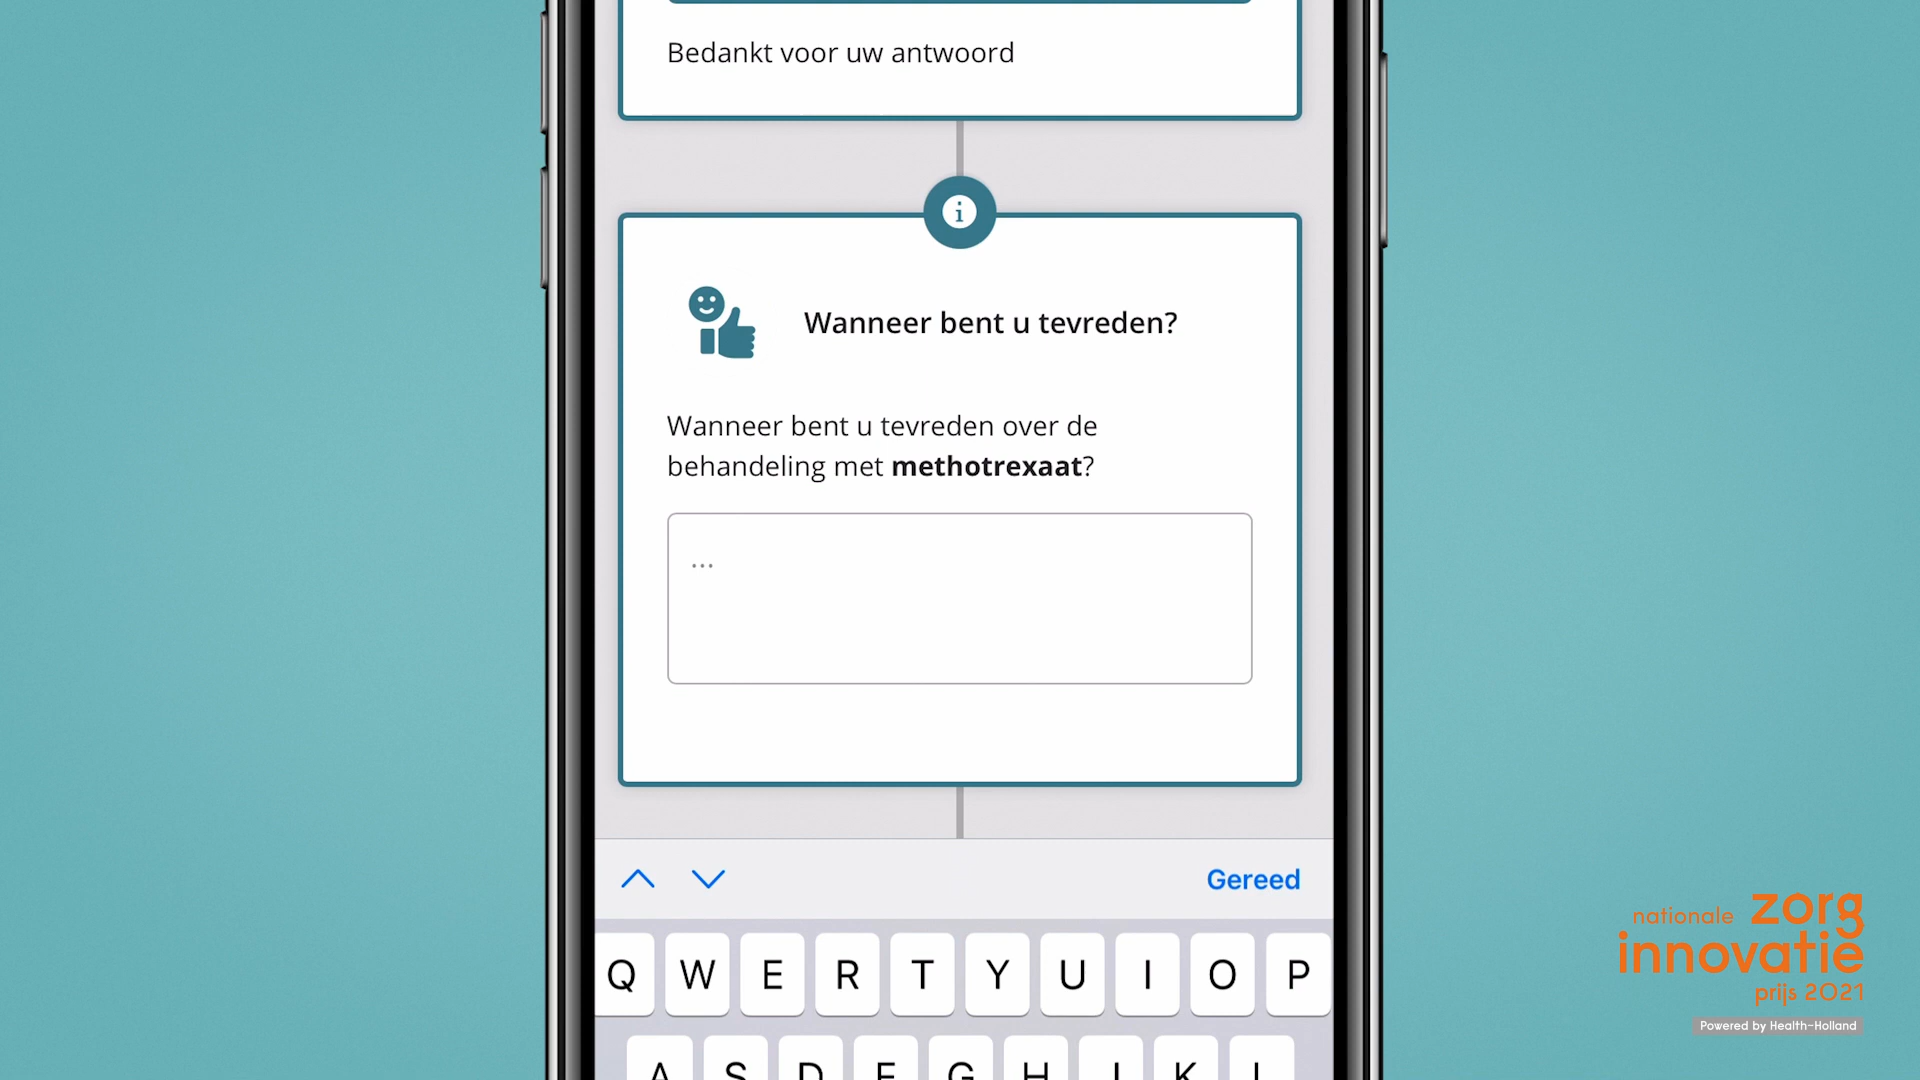 Bedankt voor uw antwoord
i
Wanneer bent u tevreden?
Wanneer bent u tevreden over de
behandeling met methotrexaat?
...
Gereed
Q W E R T Y U I O P
A S D F G H J K L
nationale zorg
innovatie
prijs 2021
Powered by Health-Holland